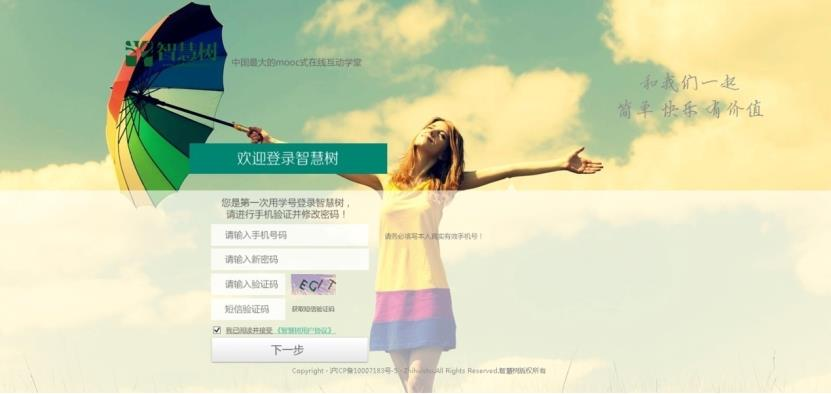 智慧树
中国最大的mooc式在线互动学堂
和我们一起
简单 快乐 有价值
欢迎登录智慧树
您是第一次用学号登录智慧树，
请进行手机验证并修改密码！
请输入手机号码
请务必填写本人真实有效手机号！
请输入新密码
请输入验证码
EGIT
短信验证码
获取短信验证码
我已阅读并接受《智慧树用户协议》
下一步
Copyright - 沪ICP备10007183号-5 - Zhihuishu All Rights Reserved.智慧树版权所有